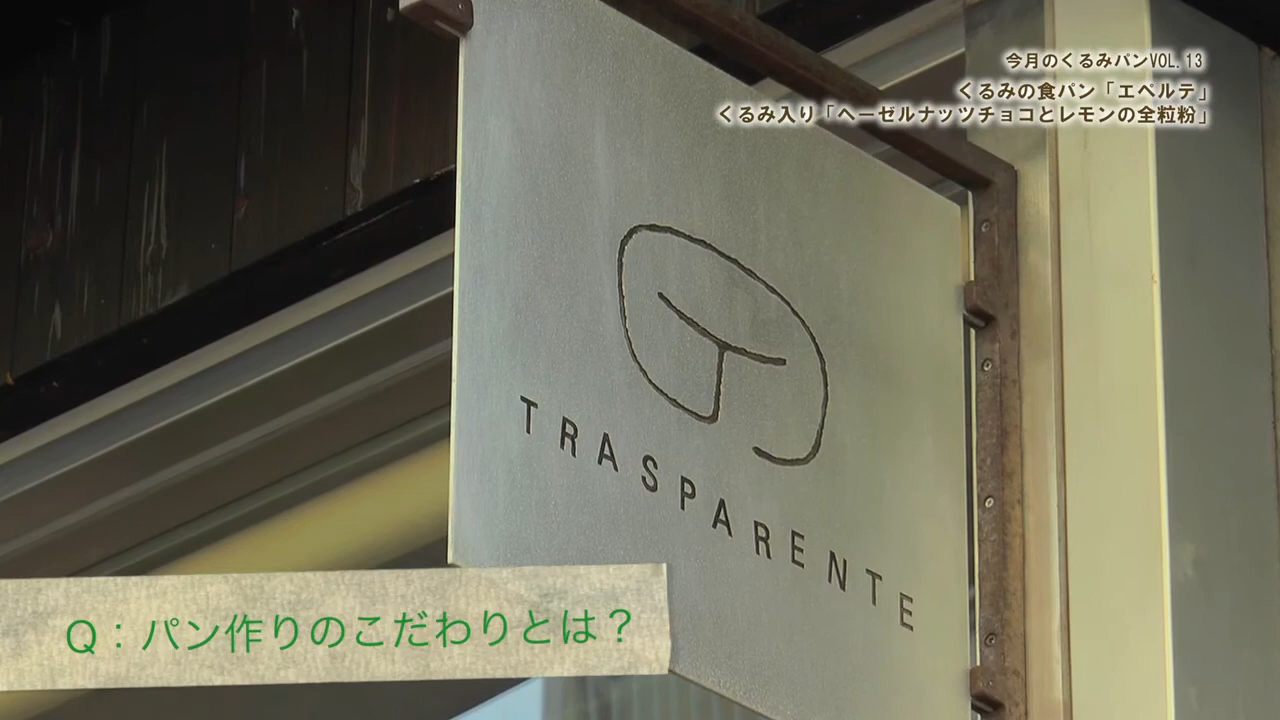 今月のくるみパンVOL.13
くるみの食パン「エペルテ」
くるみ入り「ヘーゼルナッツチョコとレモンの全粒粉」
TRASPARENTE
Q：パン作りのこだわりとは？